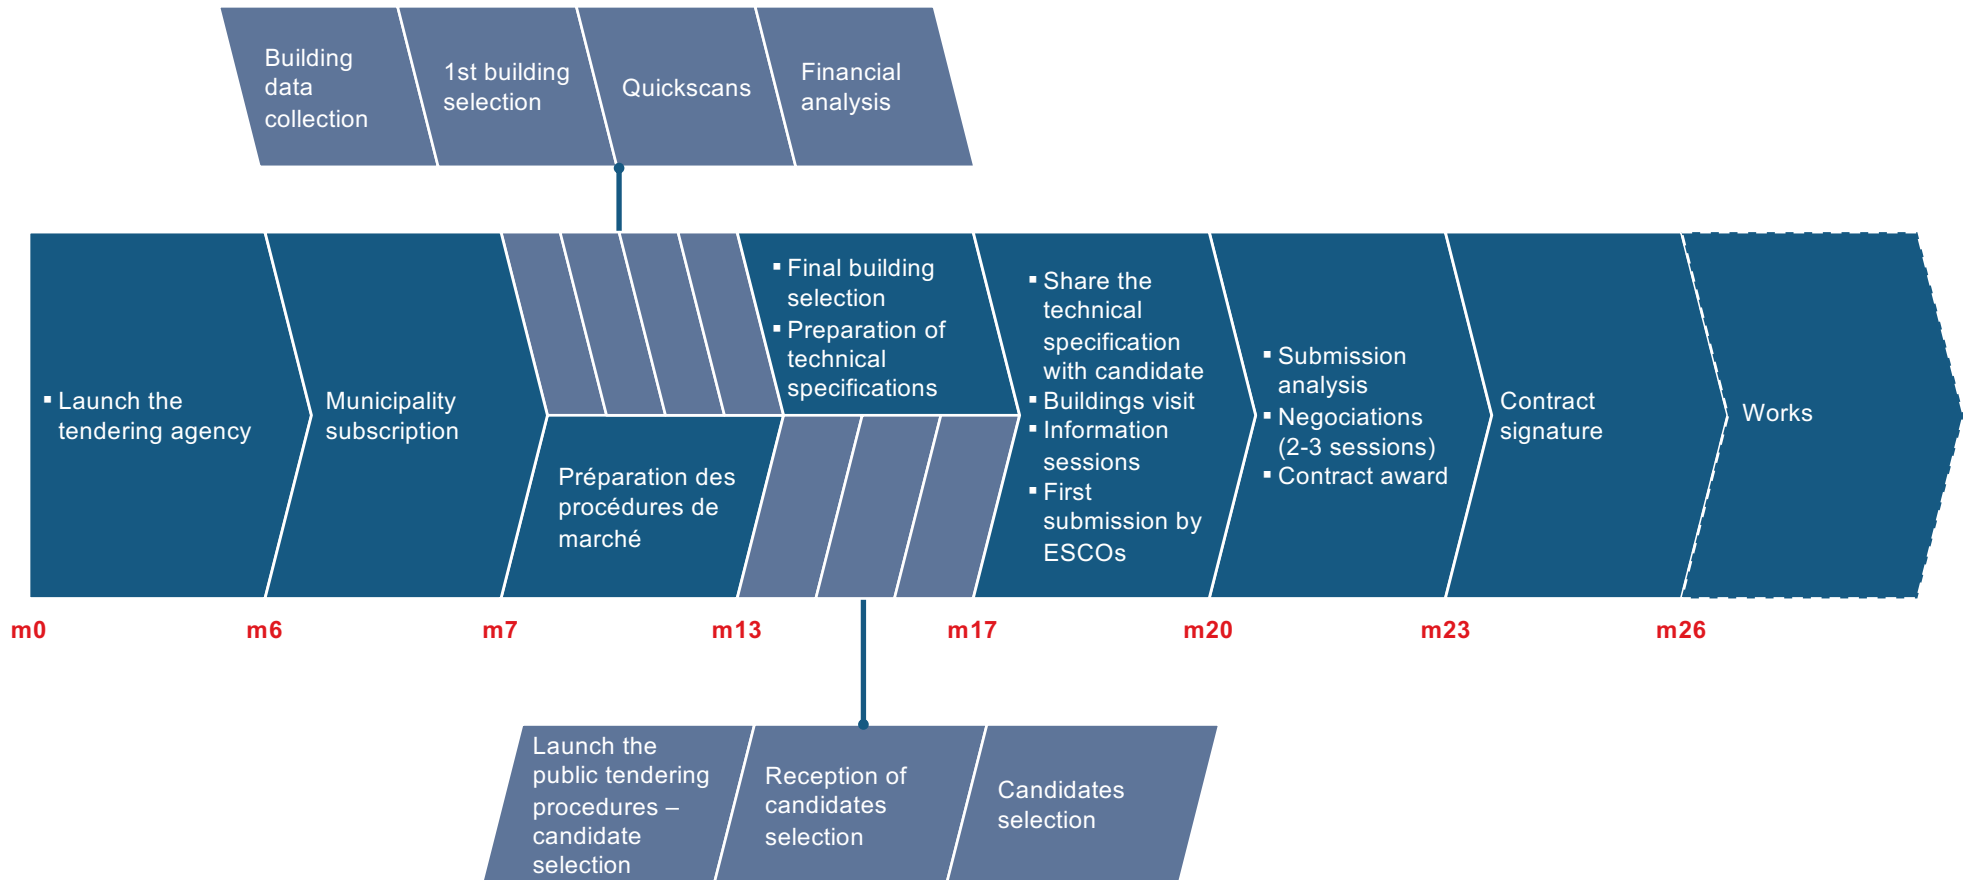 Building
data
collection
1st building
selection
Quickscans
Financial
analysis
▪ Launch the
tendering agency
Municipality
subscription
▪ Final building
selection
▪ Preparation of
technical
specifications
Préparation des
procédures de
marché
▪ Share the
technical
specification
with candidate
▪ Buildings visit
▪ Information
sessions
▪ First
submission by
ESCOs
▪ Submission
analysis
▪ Negociations
(2-3 sessions)
▪ Contract award
Contract
signature
Works
m0
m6
m7
m13
m17
m20
m23
m26
Launch the
public tendering
procedures –
candidate
selection
Reception of
candidates
selection
Candidates
selection